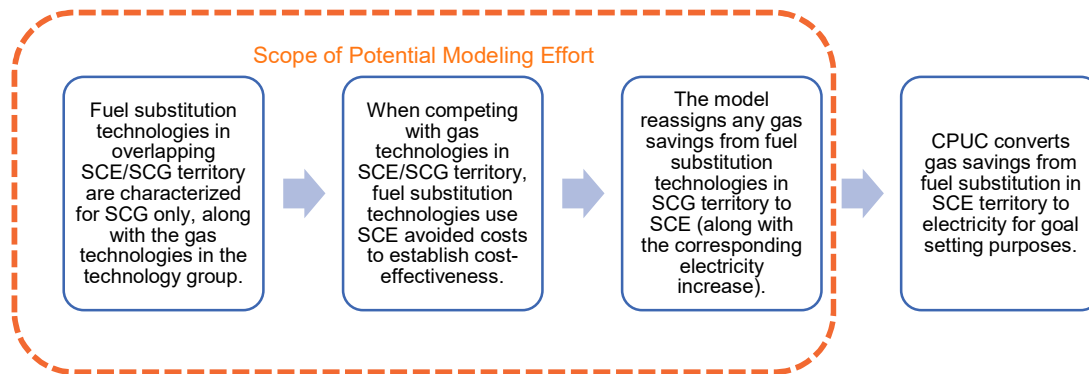 Scope of Potential Modeling Effort
Fuel substitution
technologies in
overlapping
SCE/SCG territory
are characterized
for SCG only, along
with the gas
technologies in the
technology group.
When competing
with gas
technologies in
SCE/SCG territory,
fuel substitution
technologies use
SCE avoided costs
to establish cost-
effectiveness.
The model
reassigns any gas
savings from fuel
substitution
technologies in
SCG territory to
SCE (along with
the corresponding
electricity
increase).
CPUC converts
gas savings from
fuel substitution in
SCE territory to
electricity for goal
setting purposes.